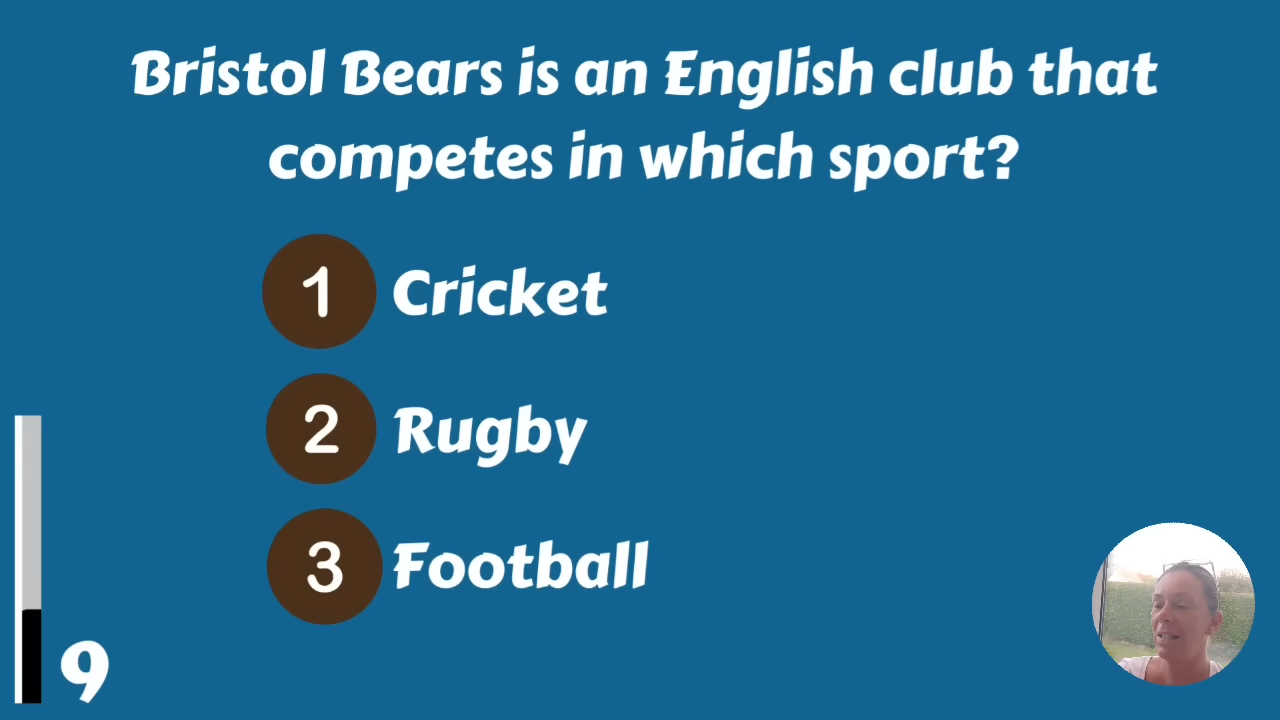 Bristol Bears is an English club that
competes in which sport?
1 Cricket
2 Rugby
3 Football
9